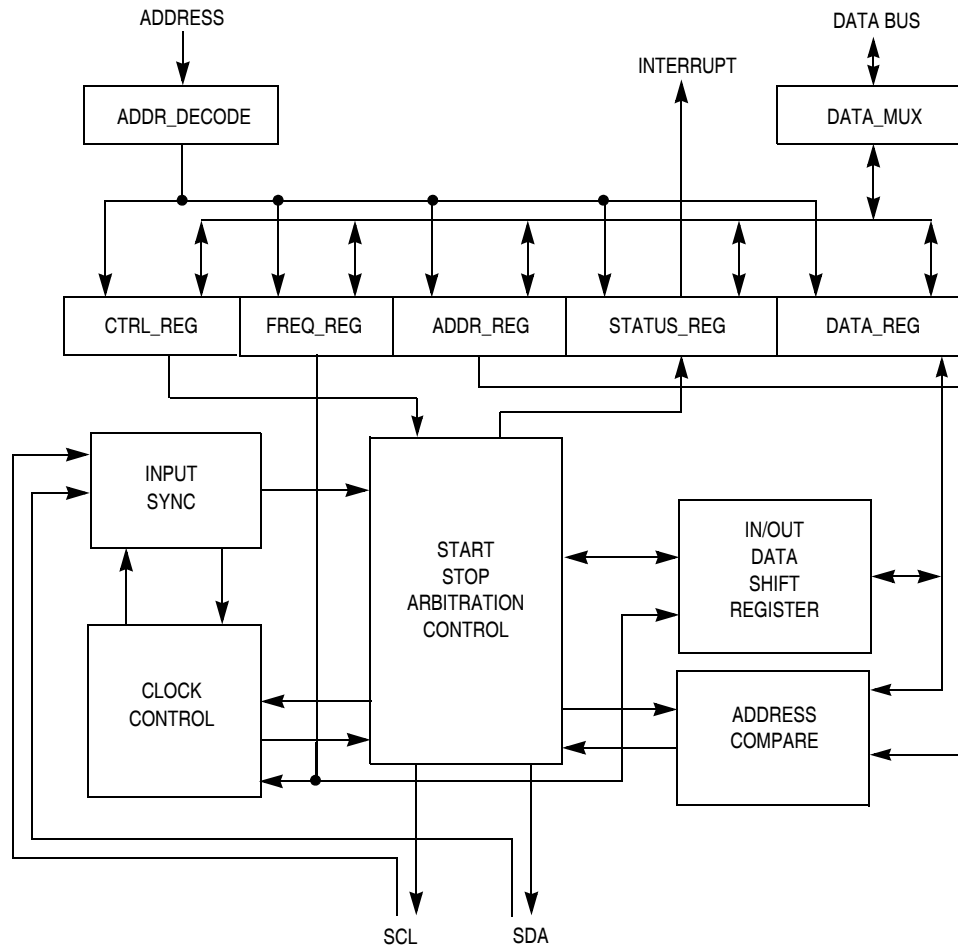 ADDRESS
DATA BUS
INTERRUPT
ADDR_DECODE
DATA_MUX
CTRL_REG
FREQ_REG
ADDR_REG
STATUS_REG
DATA_REG
INPUT
SYNC
START
STOP
ARBITRATION
CONTROL
IN/OUT
DATA
SHIFT
REGISTER
CLOCK
CONTROL
ADDRESS
COMPARE
SCL
SDA